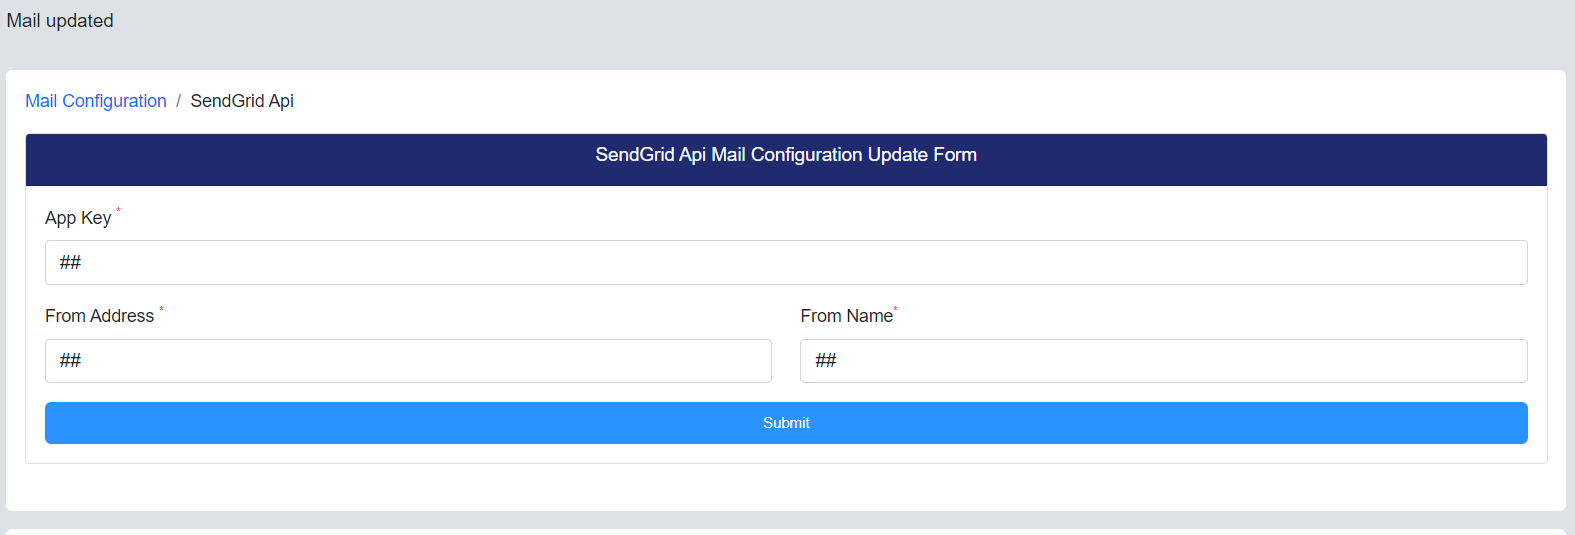 Mail updated
Mail Configuration / SendGrid Api
SendGrid Api Mail Configuration Update Form
App Key *
##
From Address * From Name*
## ##
Submit